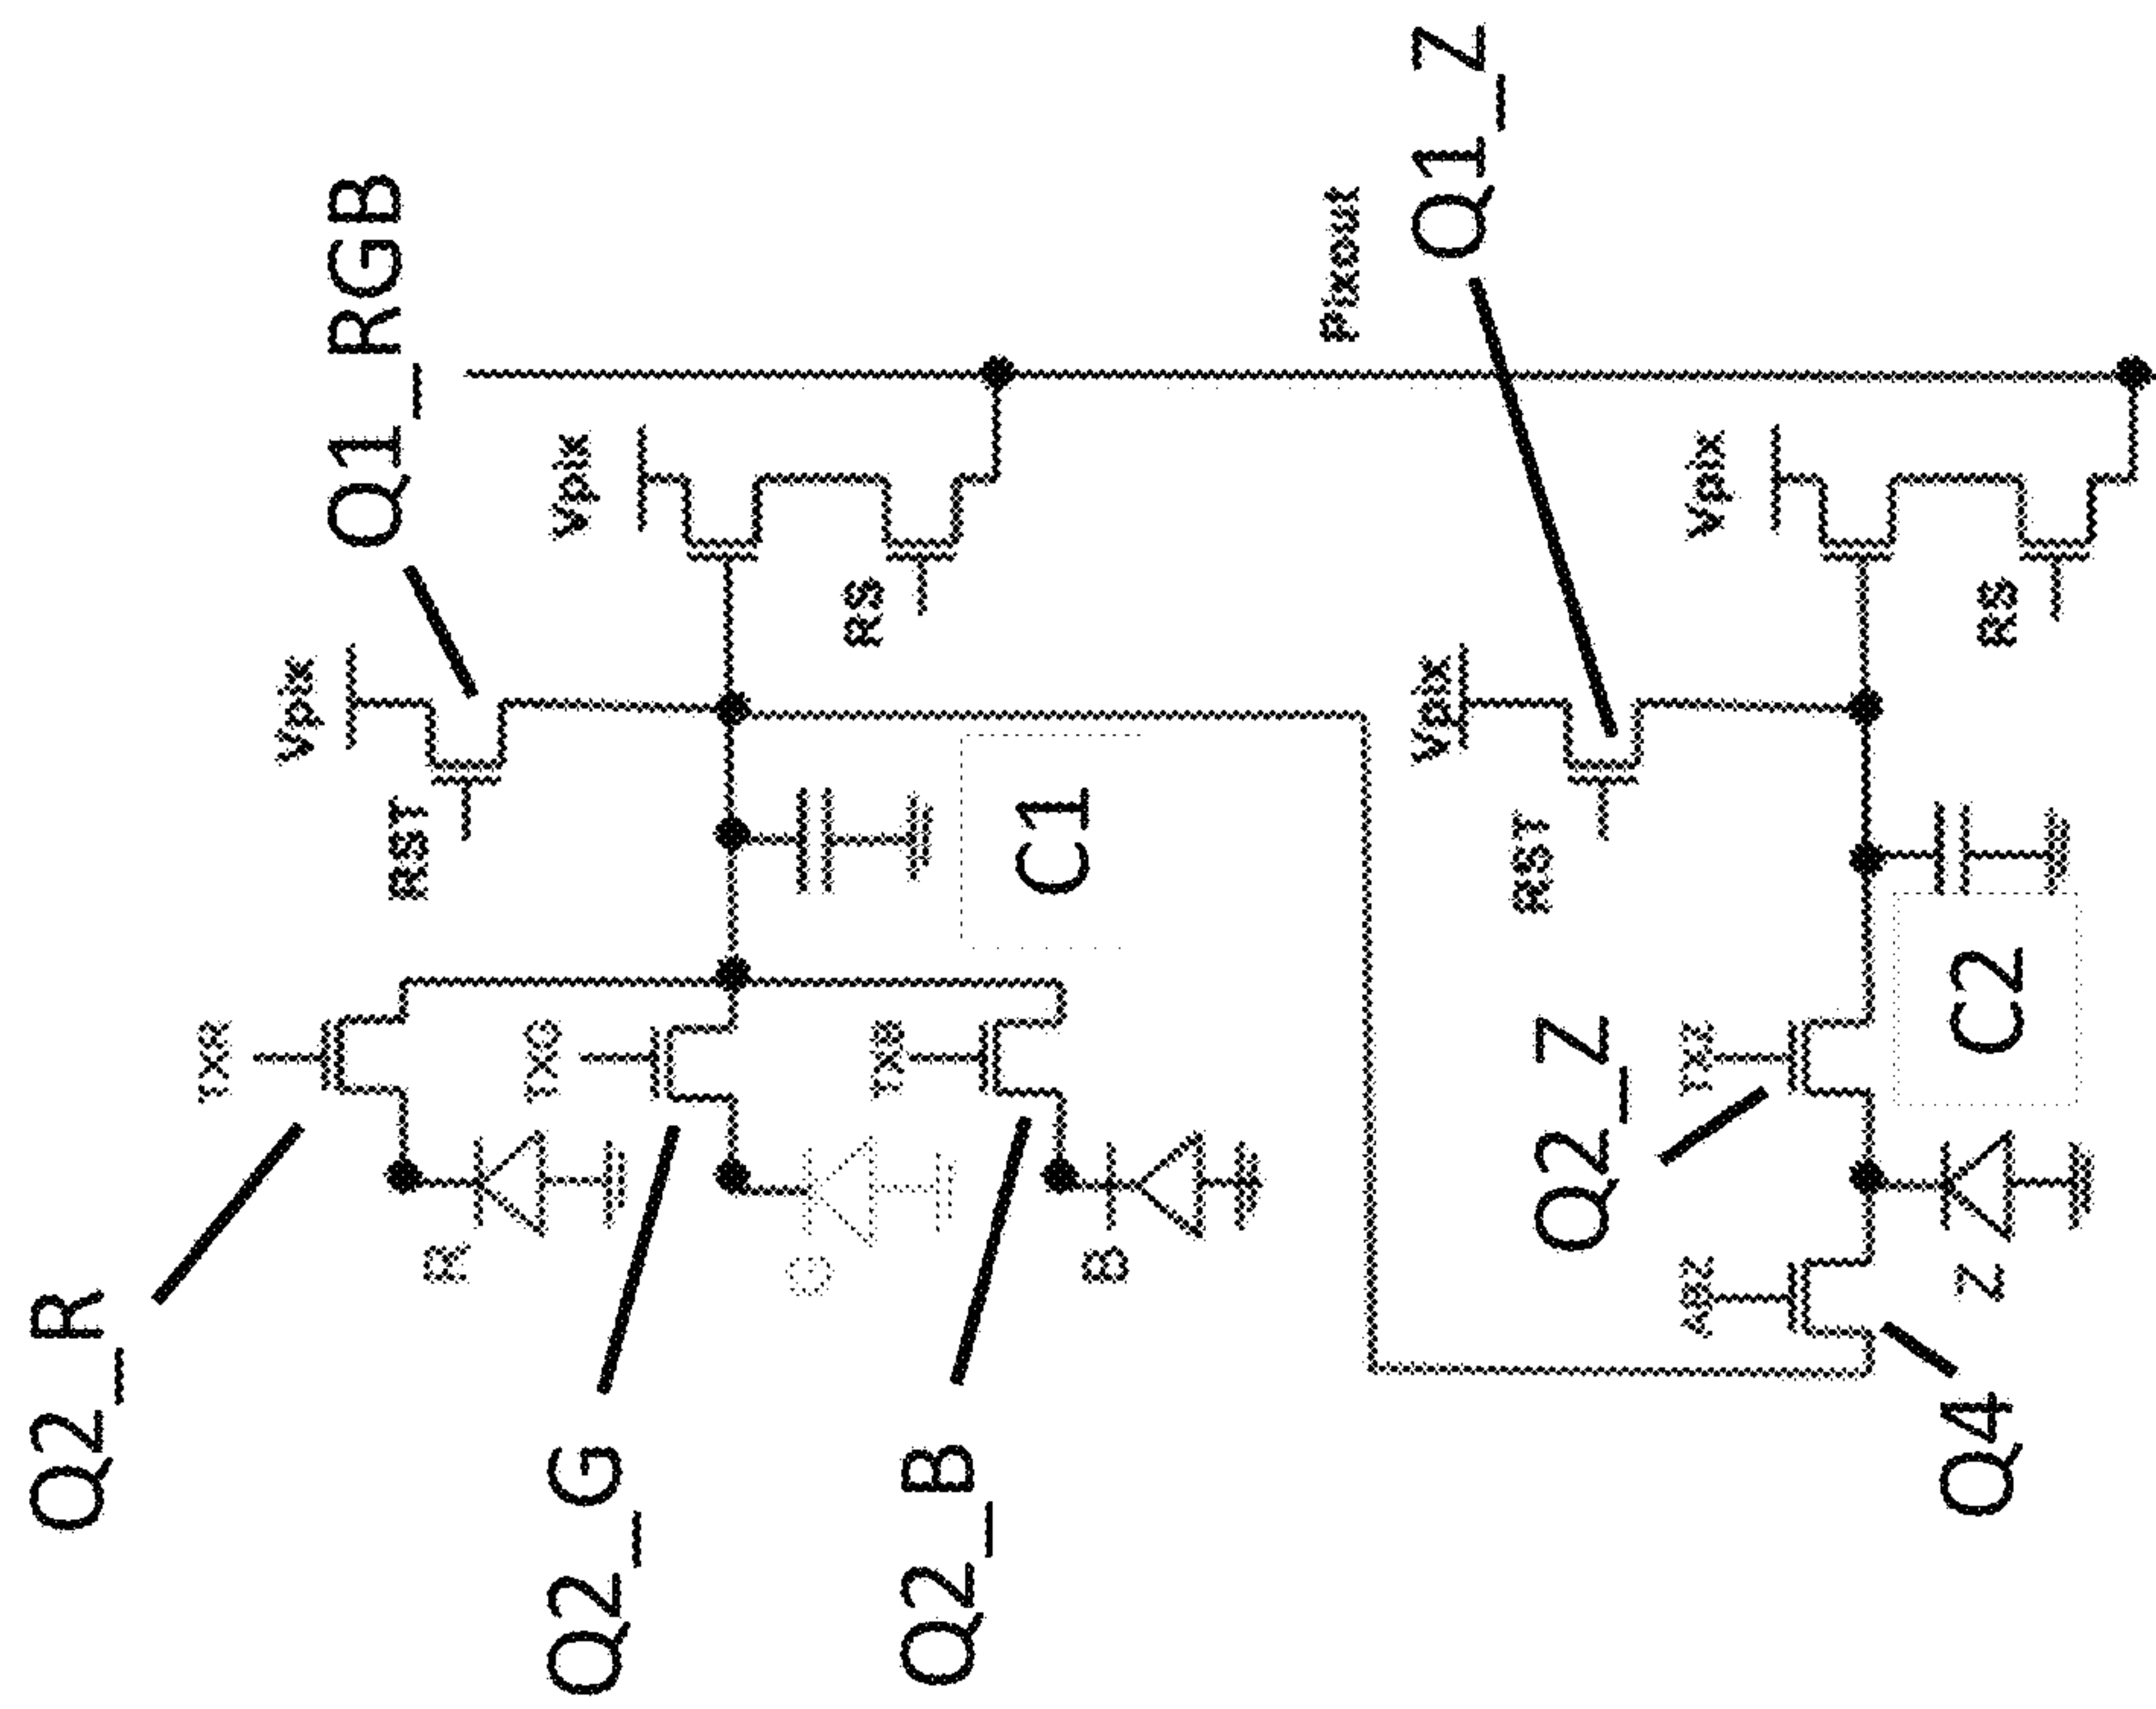 Q2_R
TXR
Vpix
Q1_RGB
RST
R
TXG
Vpix
Q2_G
G
RS
TXB
Q2_B
C1
B
Pixout
Vpix
Q1_Z
RST
Q2_Z
TXZ
Vpix
Q4
Z
C2
RS